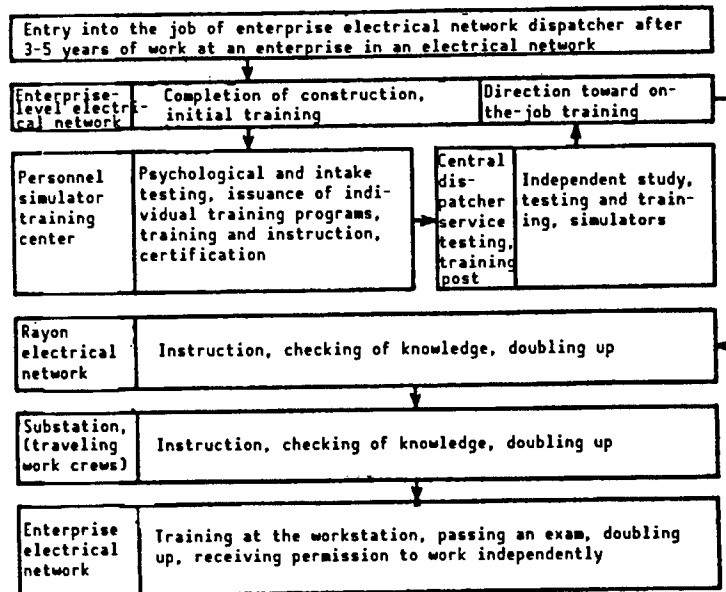 Entry into the job of enterprise electrical network dispatcher after
3-5 years of work at an enterprise in an electrical network
Enterprise-
level electri-
cal network
Completion of construction,
initial training
Direction toward on-
the-job training
Personnel
simulator
training
center
Psychological and intake
testing, issuance of indi-
vidual training programs,
training and instruction,
certification
Central
dis-
patcher
service
testing,
training
post
Independent study,
testing and train-
ing, simulators
Rayon
electrical
network
Instruction, checking of knowledge, doubling up
Substation,
(traveling
work crews)
Instruction, checking of knowledge, doubling up
Enterprise
electrical
network
Training at the workstation, passing an exam, doubling
up, receiving permission to work independently